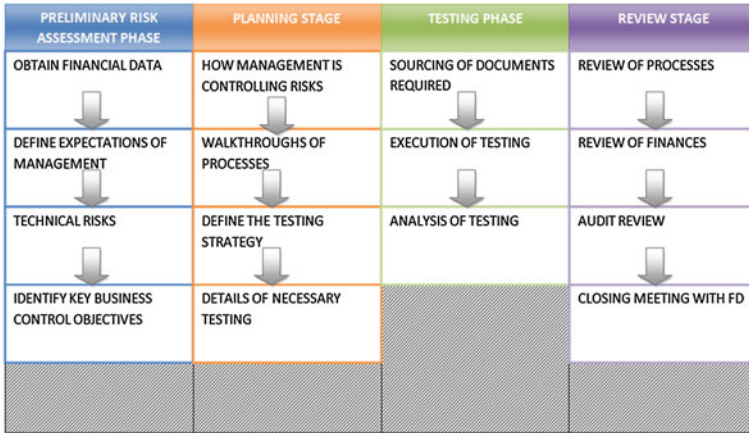 PRELIMINARY RISK
ASSESSMENT PHASE
PLANNING STAGE
TESTING PHASE
REVIEW STAGE
OBTAIN FINANCIAL DATA
HOW MANAGEMENT IS
CONTROLLING RISKS
SOURCING OF DOCUMENTS
REQUIRED
REVIEW OF PROCESSES
DEFINE EXPECTATIONS OF
MANAGEMENT
WALKTHROUGHS OF
PROCESSES
EXECUTION OF TESTING
REVIEW OF FINANCES
TECHNICAL RISKS
DEFINE THE TESTING
STRATEGY
ANALYSIS OF TESTING
AUDIT REVIEW
IDENTIFY KEY BUSINESS
CONTROL OBJECTIVES
DETAILS OF NECESSARY
TESTING
CLOSING MEETING WITH FD